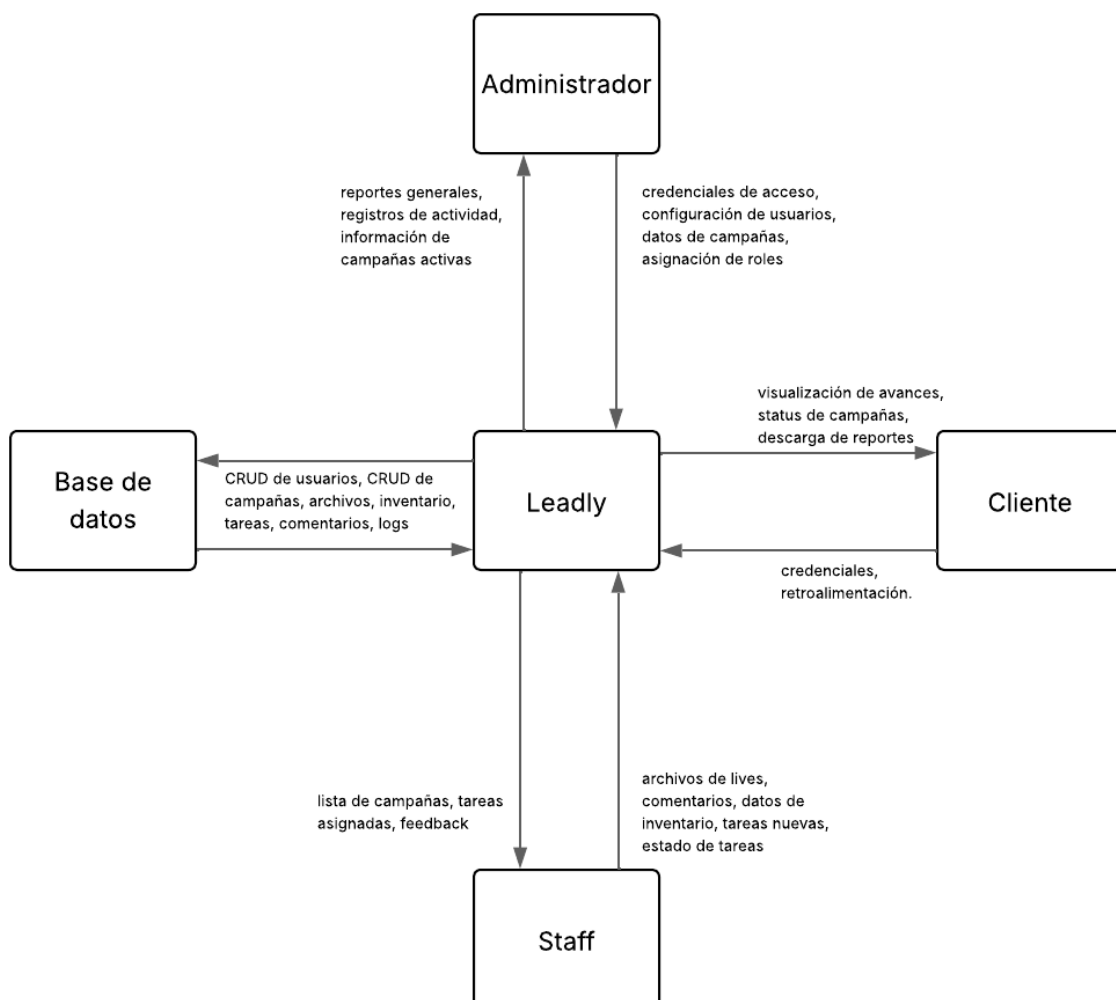 Administrador
reportes generales,
registros de actividad,
información de
campañas activas
credenciales de acceso,
configuración de usuarios,
datos de campañas,
asignación de roles
visualización de avances,
status de campañas,
descarga de reportes
Base de
datos
CRUD de usuarios, CRUD de
campañas, archivos, inventario,
tareas, comentarios, logs
Leadly
Cliente
credenciales,
retroalimentación.
lista de campañas, tareas
asignadas, feedback
archivos de lives,
comentarios, datos de
inventario, tareas nuevas,
estado de tareas
Staff